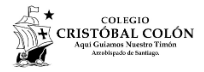 COLEGIO
CRISTÓBAL COLÓN
Aquí Guiamos Nuestro Timón
Arzobispado de Santiago.